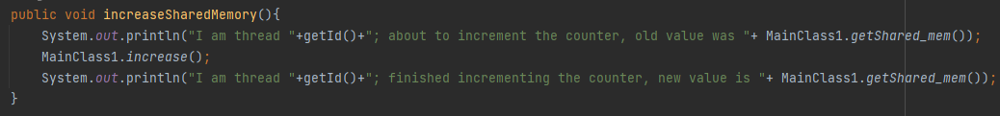 public void increaseSharedMemory(){
System.out.println("I am thread "+getId()+"; about to increment the counter, old value was "+ MainClass1.getShared_mem());
MainClass1.increase();
System.out.println("I am thread "+getId()+"; finished incrementing the counter, new value is "+ MainClass1.getShared_mem());
}